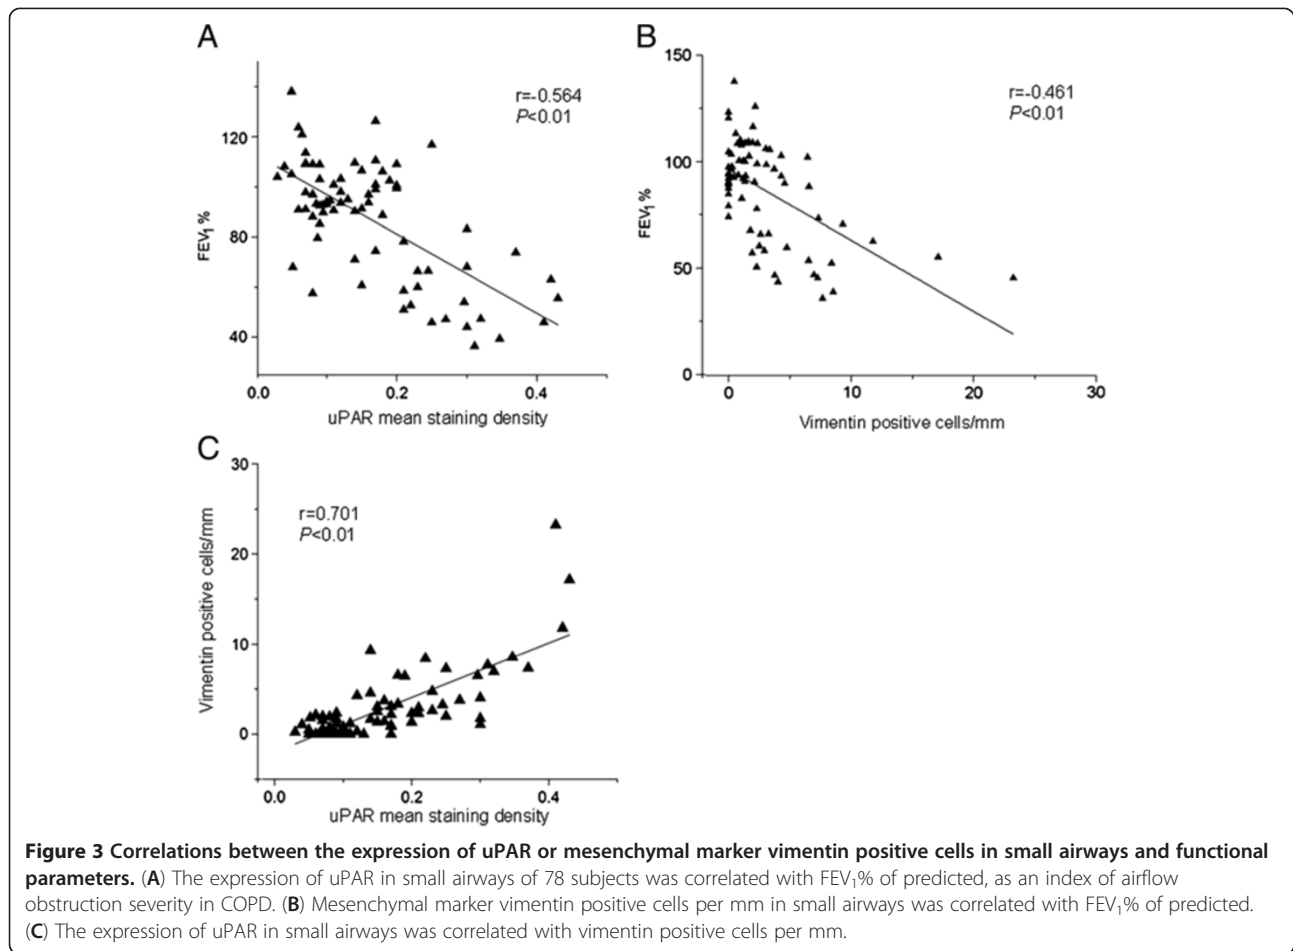 A
r=-0.564
P<0.01
120
80
40
FEV₁ %
0.0
0.2
0.4
uPAR mean staining density
B
150
r=-0.461
P<0.01
100
50
0
FEV₁ %
0
10
20
30
Vimentin positive cells/mm
C
30
r=0.701
P<0.01
20
10
0
Vimentin positive cells/mm
0.0
0.2
0.4
uPAR mean staining density
Figure 3 Correlations between the expression of uPAR or mesenchymal marker vimentin positive cells in small airways and functional
parameters. (A) The expression of uPAR in small airways of 78 subjects was correlated with FEV₁% of predicted, as an index of airflow
obstruction severity in COPD. (B) Mesenchymal marker vimentin positive cells per mm in small airways was correlated with FEV₁% of predicted.
(C) The expression of uPAR in small airways was correlated with vimentin positive cells per mm.